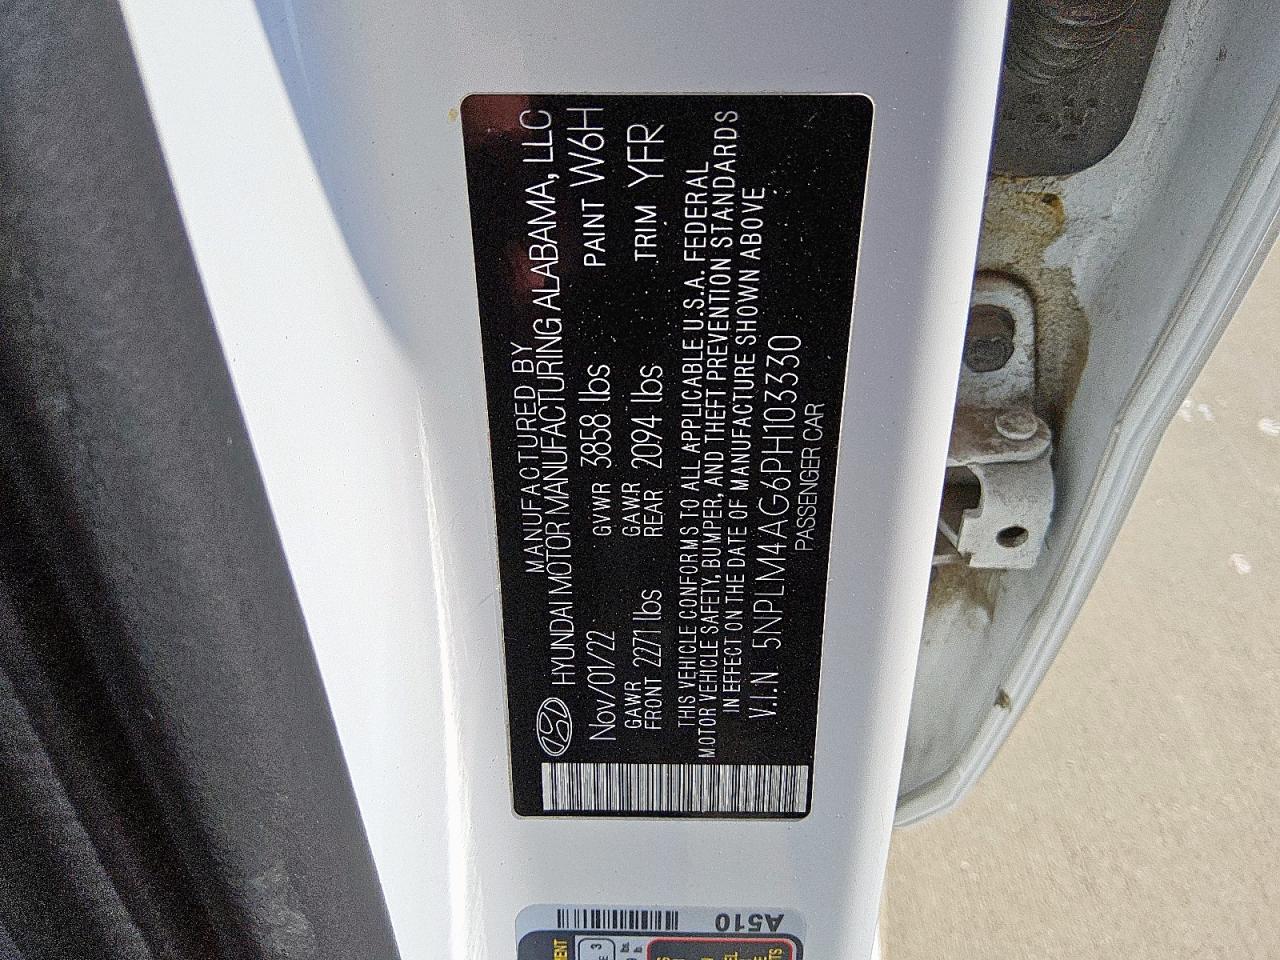 MANUFACTURED BY
HYUNDAI MOTOR MANUFACTURING ALABAMA, LLC
Nov/01/22 GVWR 3858 lbs PAINT W6H
GAWR FRONT 2271 lbs GAWR REAR 2094 lbs TRIM YFR
THIS VEHICLE CONFORMS TO ALL APPLICABLE U.S.A. FEDERAL
MOTOR VEHICLE SAFETY, BUMPER, AND THEFT PREVENTION STANDARDS
IN EFFECT ON THE DATE OF MANUFACTURE SHOWN ABOVE
V.I.N 5NPLM4AG6PH103330
PASSENGER CAR
A510